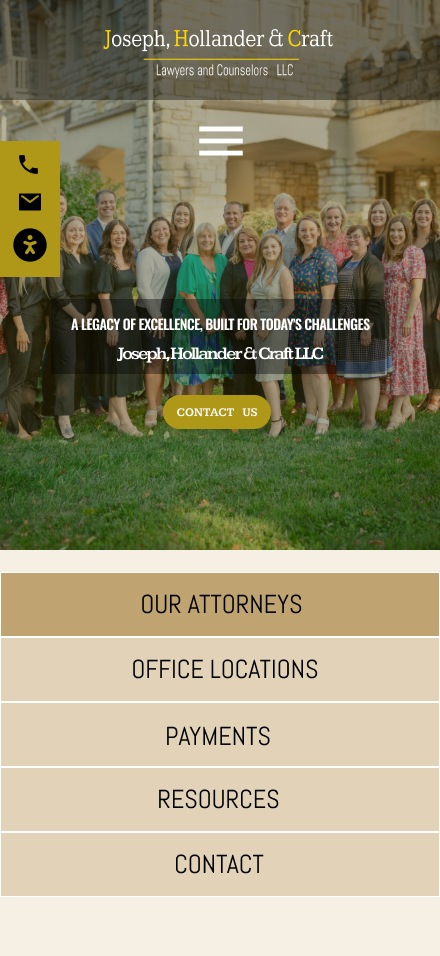 Joseph, Hollander & Craft
Lawyers and Counselors LLC
A LEGACY OF EXCELLENCE, BUILT FOR TODAY'S CHALLENGES
Joseph, Hollander & Craft LLC
CONTACT US
OUR ATTORNEYS
OFFICE LOCATIONS
PAYMENTS
RESOURCES
CONTACT